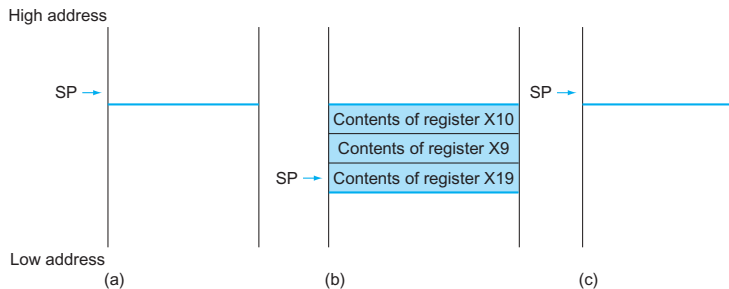 High address
SP
SP
Contents of register X10
Contents of register X9
SP
Contents of register X19
Low address
(a)
(b)
(c)